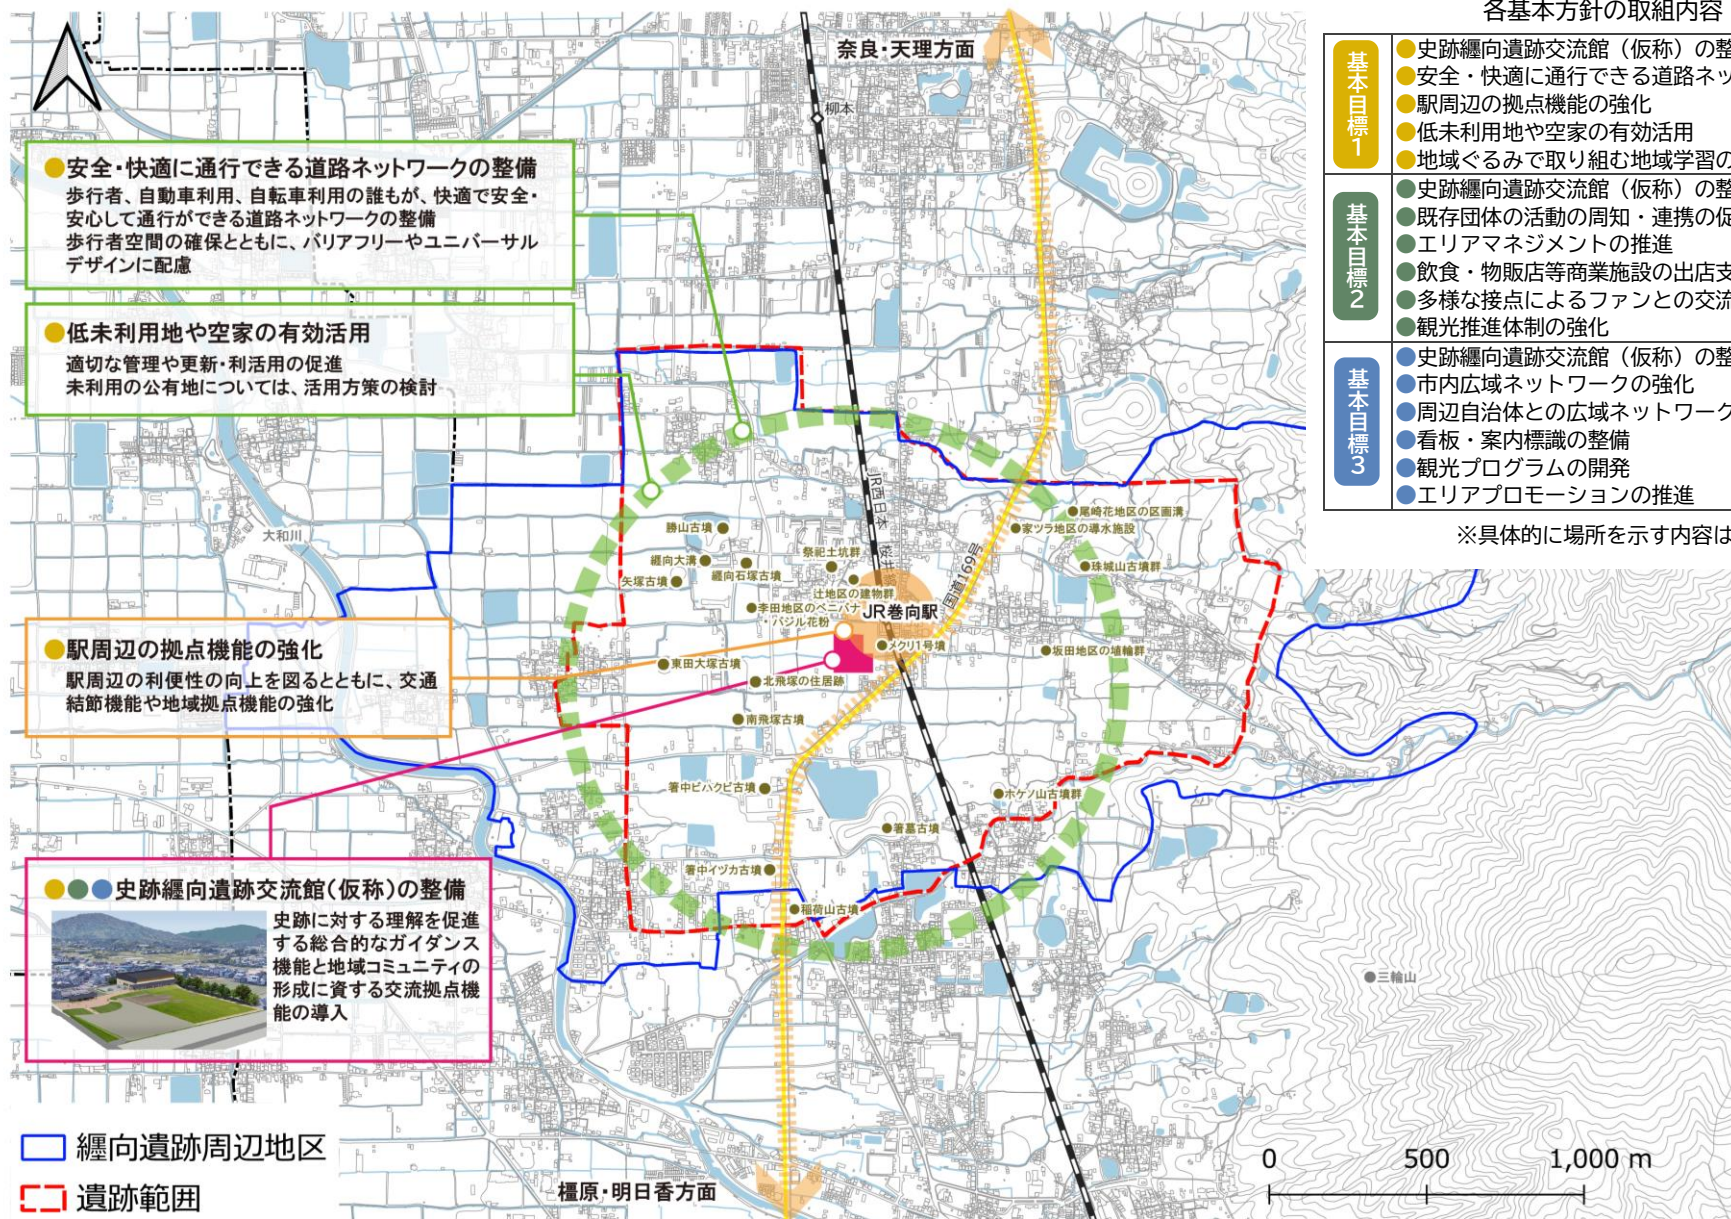 各基本方針の取組内容
基本目標1
●史跡纒向遺跡交流館（仮称）の整
●安全・快適に通行できる道路ネッ
●駅周辺の拠点機能の強化
●低未利用地や空家の有効活用
●地域ぐるみで取り組む地域学習の
基本目標2
●史跡纒向遺跡交流館（仮称）の整
●既存団体の活動の周知・連携の促
●エリアマネジメントの推進
●飲食・物販店等商業施設の出店支
●多様な接点によるファンとの交流
●観光推進体制の強化
基本目標3
●史跡纒向遺跡交流館（仮称）の整
●市内広域ネットワークの強化
●周辺自治体との広域ネットワーク
●看板・案内標識の整備
●観光プログラムの開発
●エリアプロモーションの推進
※具体的に場所を示す内容は
奈良・天理方面
柳本
●安全・快適に通行できる道路ネットワークの整備
歩行者、自動車利用、自転車利用の誰もが、快適で安全・
安心して通行ができる道路ネットワークの整備
歩行者空間の確保とともに、バリアフリーやユニバーサル
デザインに配慮
●低未利用地や空家の有効活用
適切な管理や更新・利活用の促進
未利用の公有地については、活用方策の検討
大和川
JR西日本 桜井線
国道169号
勝山古墳●
纒向大溝●
纒向石塚古墳
矢塚古墳●
祭祀土坑群
辻地区の建物群
●李田地区のベニバナ
・バジル花粉
JR巻向駅
●メクリ1号墳
●尾崎花地区の区画溝
●家ツラ地区の導水施設
●珠城山古墳群
●坂田地区の埴輪群
●東田大塚古墳
●北飛塚の住居跡
●南飛塚古墳
箸中ビハクビ古墳●
●ホケノ山古墳群
●箸墓古墳
箸中イヅカ古墳●
●稲荷山古墳
●三輪山
●駅周辺の拠点機能の強化
駅周辺の利便性の向上を図るとともに、交通
結節機能や地域拠点機能の強化
●●●史跡纒向遺跡交流館（仮称）の整備
史跡に対する理解を促進
する総合的なガイダンス
機能と地域コミュニティの
形成に資する交流拠点機
能の導入
纒向遺跡周辺地区
遺跡範囲
橿原・明日香方面
0 500 1,000 m